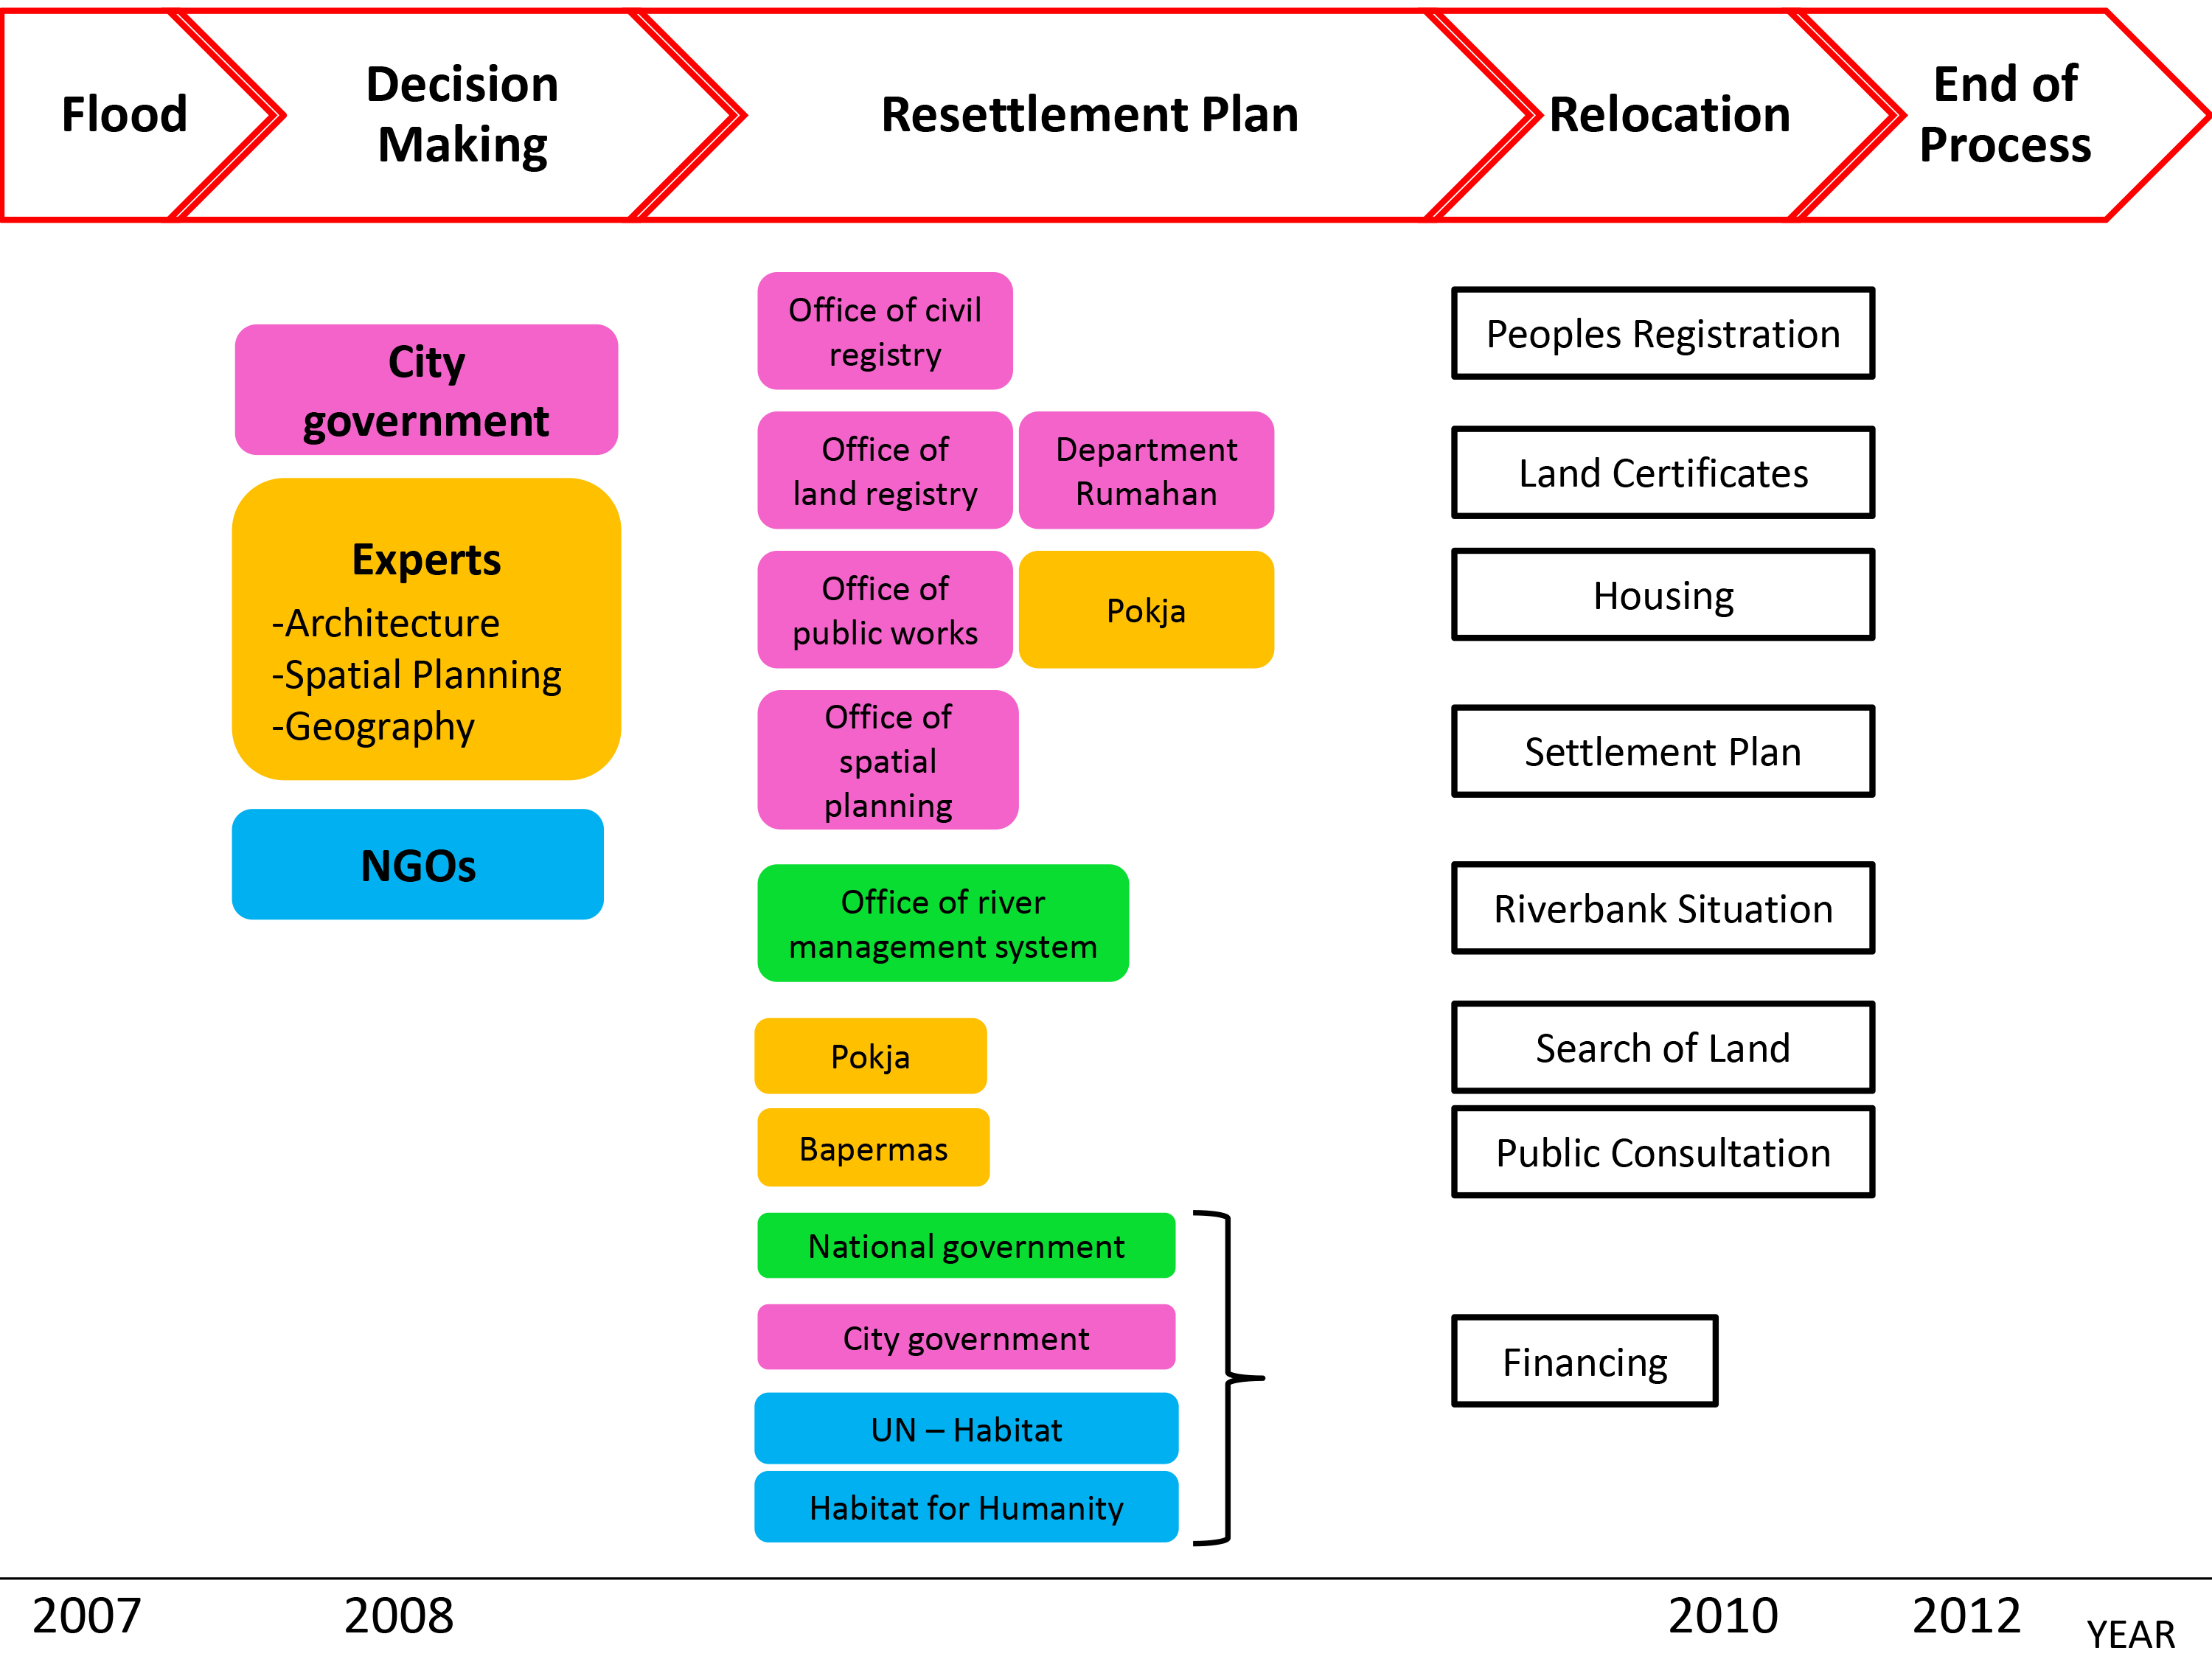 Flood
Decision
Making
Resettlement Plan
Relocation
End of
Process
City
government
Experts
-Architecture
-Spatial Planning
-Geography
NGOs
Office of civil
registry
Office of
land registry
Department
Rumahan
Office of
public works
Pokja
Office of
spatial
planning
Office of river
management system
Pokja
Bapermas
National government
City government
UN – Habitat
Habitat for Humanity
Peoples Registration
Land Certificates
Housing
Settlement Plan
Riverbank Situation
Search of Land
Public Consultation
Financing
2007
2008
2010
2012
YEAR